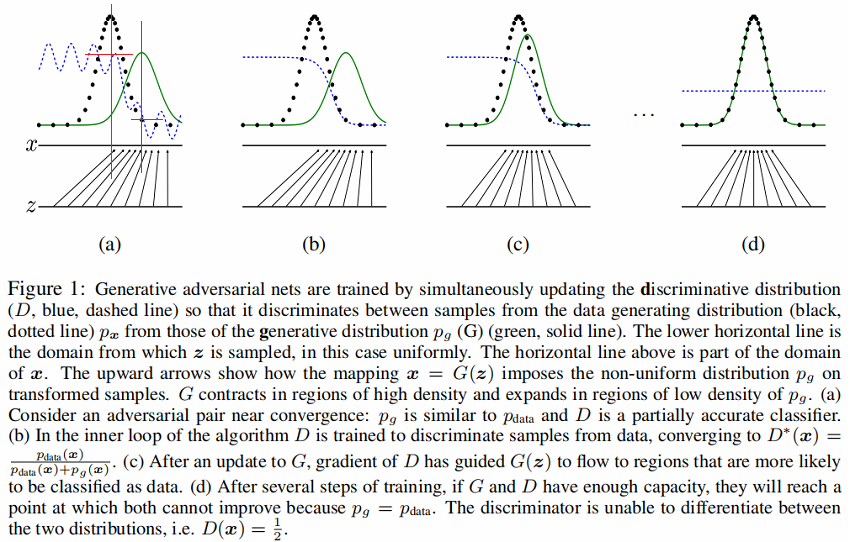 x
z
...
(a) (b) (c) (d)
Figure 1: Generative adversarial nets are trained by simultaneously updating the discriminative distribution
(D, blue, dashed line) so that it discriminates between samples from the data generating distribution (black,
dotted line) pₓ from those of the generative distribution p_g (G) (green, solid line). The lower horizontal line is
the domain from which z is sampled, in this case uniformly. The horizontal line above is part of the domain
of x. The upward arrows show how the mapping x = G(z) imposes the non-uniform distribution p_g on
transformed samples. G contracts in regions of high density and expands in regions of low density of p_g. (a)
Consider an adversarial pair near convergence: p_g is similar to p_data and D is a partially accurate classifier.
(b) In the inner loop of the algorithm D is trained to discriminate samples from data, converging to D*(x) =
p_data(x) / (p_data(x)+p_g(x)). (c) After an update to G, gradient of D has guided G(z) to flow to regions that are more likely
to be classified as data. (d) After several steps of training, if G and D have enough capacity, they will reach a
point at which both cannot improve because p_g = p_data. The discriminator is unable to differentiate between
the two distributions, i.e. D(x) = 1/2.